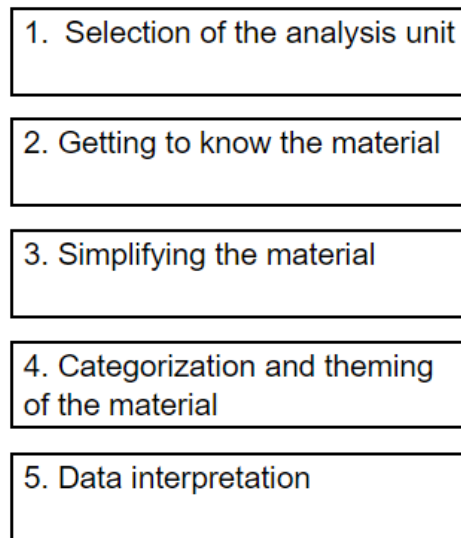 1. Selection of the analysis unit
2. Getting to know the material
3. Simplifying the material
4. Categorization and theming
of the material
5. Data interpretation